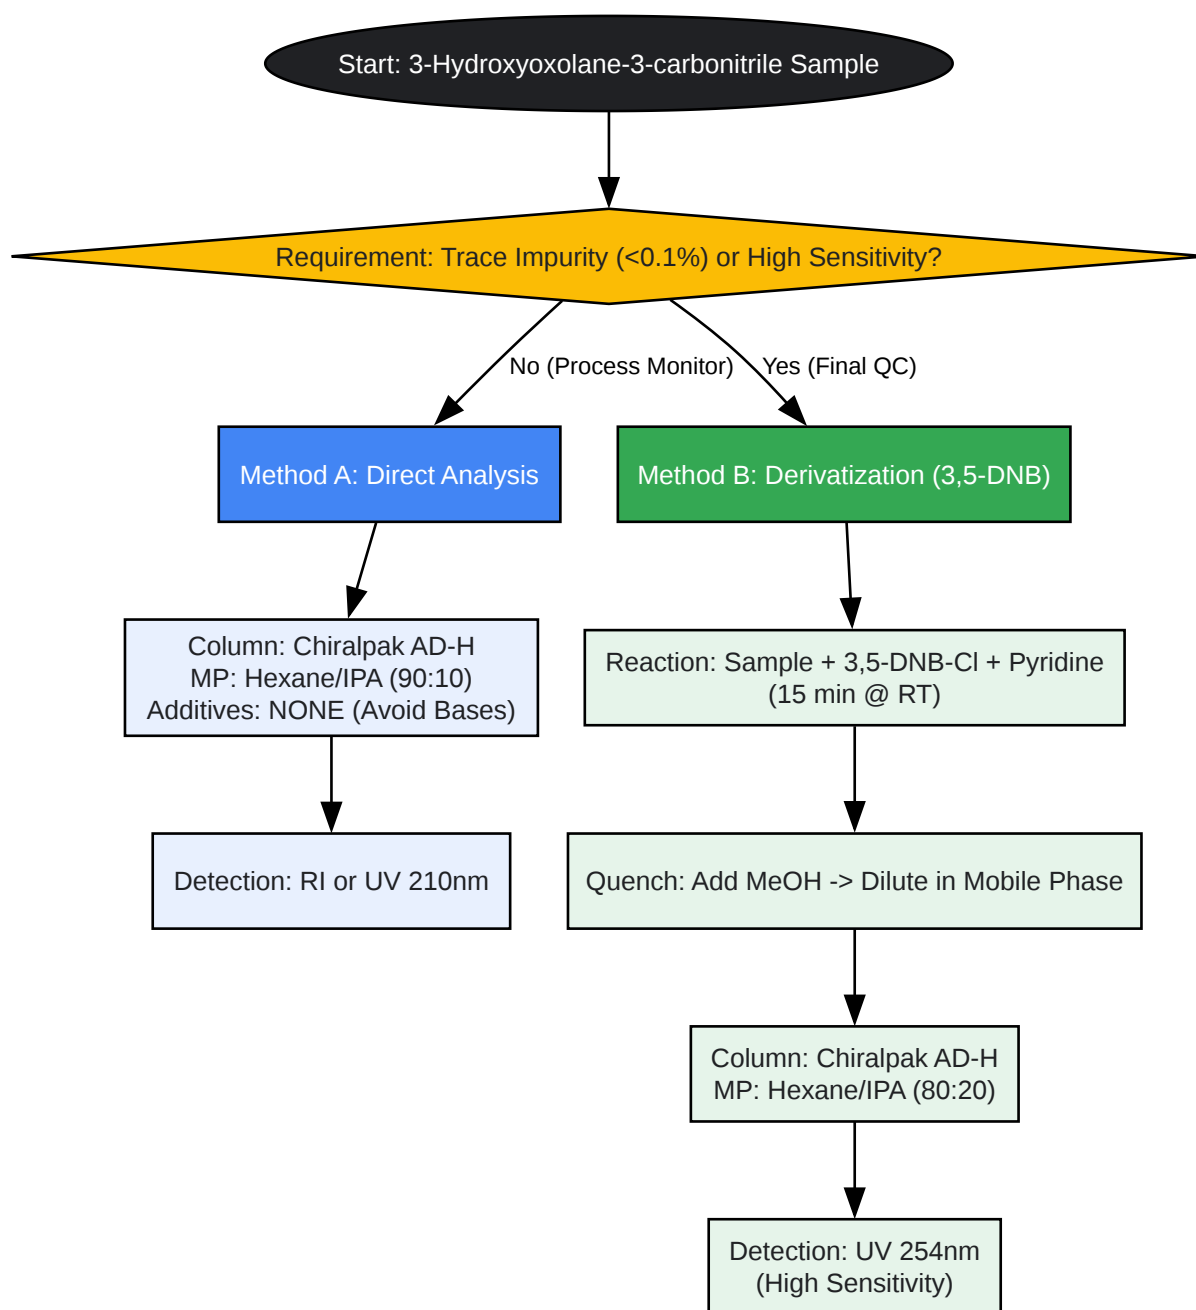 Start: 3-Hydroxyoxolane-3-carbonitrile Sample
Requirement: Trace Impurity (<0.1%) or High Sensitivity?
No (Process Monitor)
Yes (Final QC)
Method A: Direct Analysis
Method B: Derivatization (3,5-DNB)
Column: Chiralpak AD-H
MP: Hexane/IPA (90:10)
Additives: NONE (Avoid Bases)
Reaction: Sample + 3,5-DNB-Cl + Pyridine
(15 min @ RT)
Detection: RI or UV 210nm
Quench: Add MeOH -> Dilute in Mobile Phase
Column: Chiralpak AD-H
MP: Hexane/IPA (80:20)
Detection: UV 254nm
(High Sensitivity)